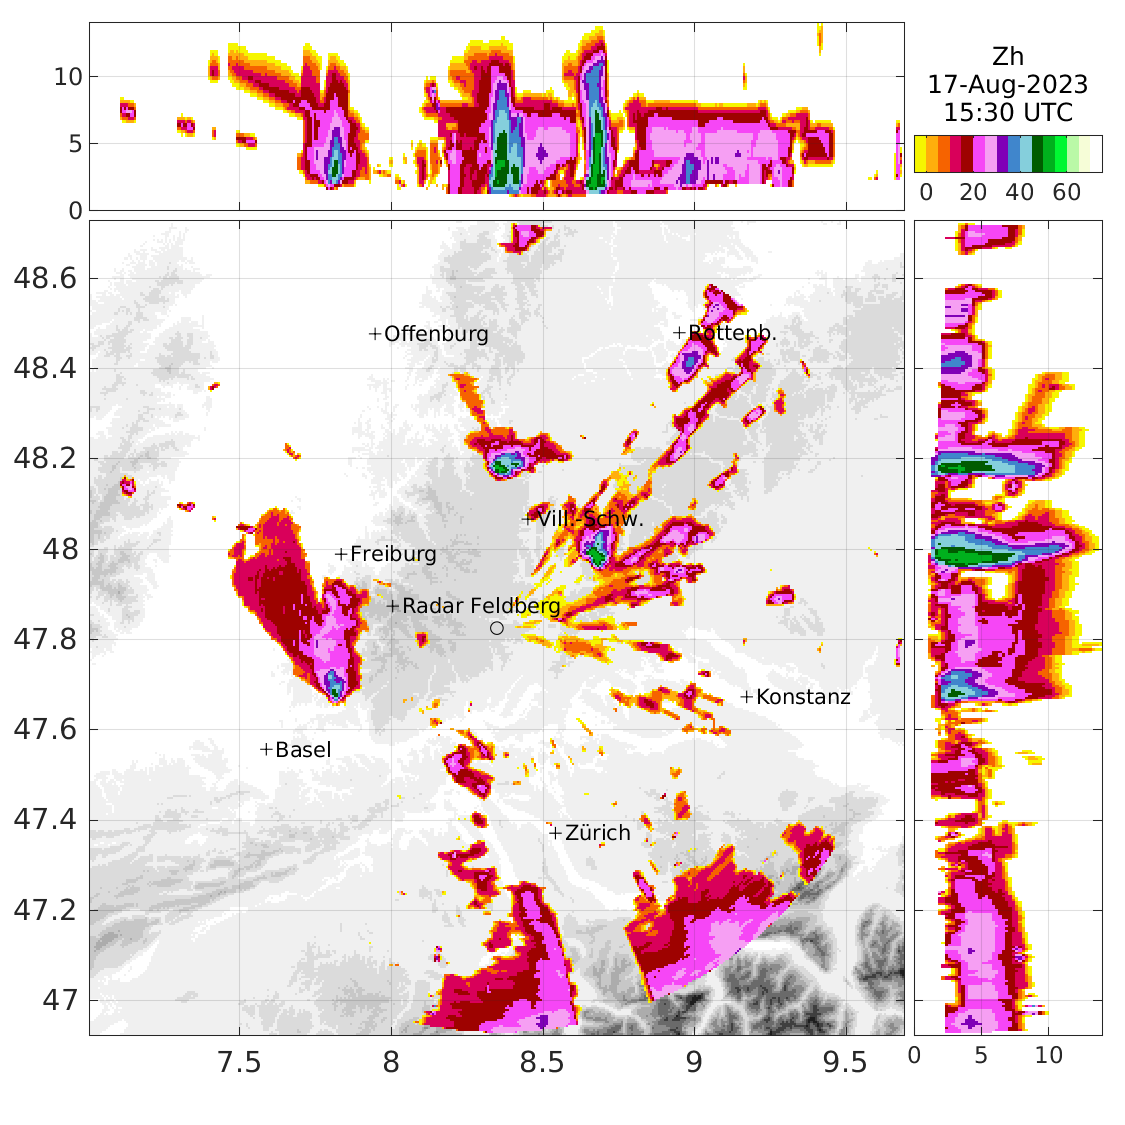 10
5
0
Zh
17-Aug-2023
15:30 UTC
0 20 40 60
48.6
48.4
48.2
48
47.8
47.6
47.4
47.2
47
Offenburg
Rottenb.
Vill.-Schw.
Freiburg
Radar Feldberg
Konstanz
Basel
Zürich
7.5 8 8.5 9 9.5
0 5 10